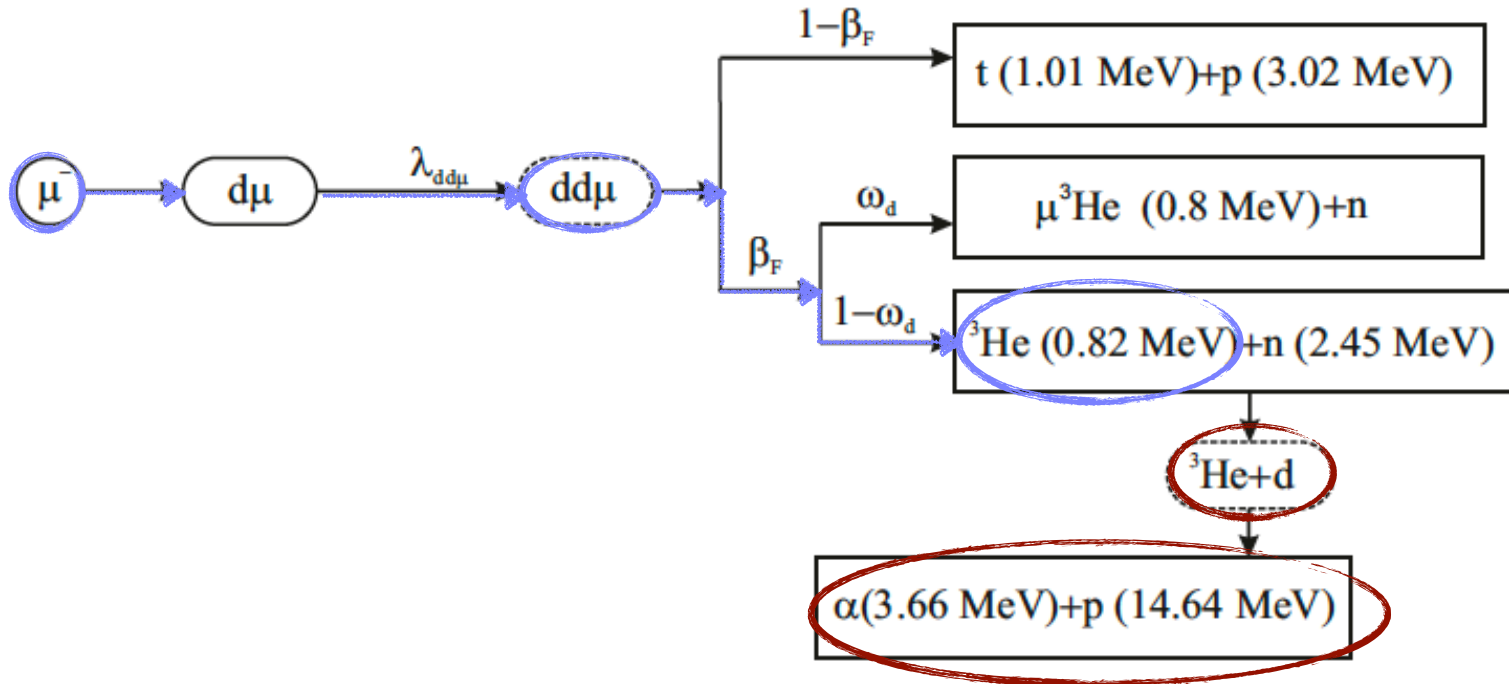 1−β_F
t (1.01 MeV)+p (3.02 MeV)
μ⁻
dμ
λ_ddμ
ddμ
ω_d
μ³He (0.8 MeV)+n
β_F
1−ω_d
³He (0.82 MeV)+n (2.45 MeV)
³He+d
α(3.66 MeV)+p (14.64 MeV)